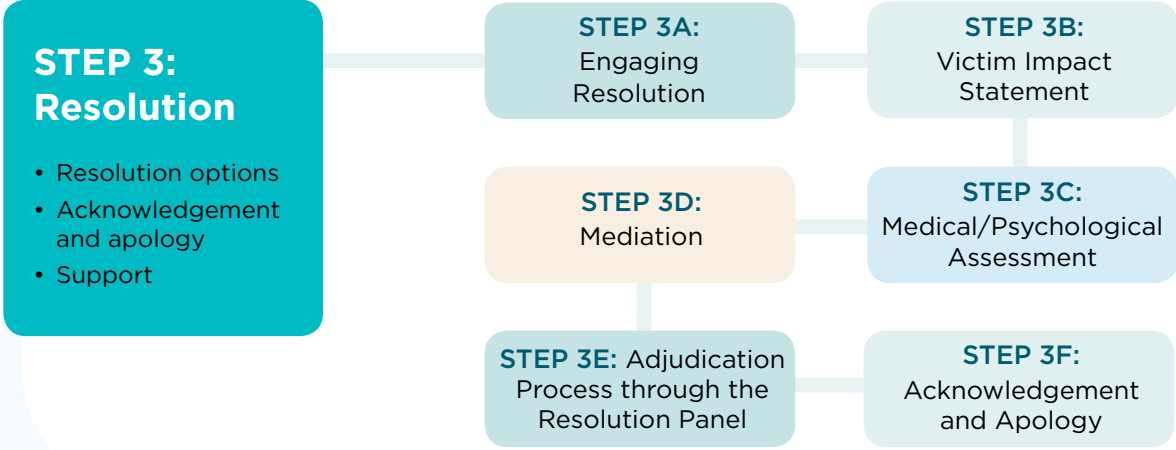 STEP 3:
Resolution
• Resolution options
• Acknowledgement
and apology
• Support
STEP 3A:
Engaging
Resolution
STEP 3B:
Victim Impact
Statement
STEP 3C:
Medical/Psychological
Assessment
STEP 3D:
Mediation
STEP 3E: Adjudication
Process through the
Resolution Panel
STEP 3F:
Acknowledgement
and Apology